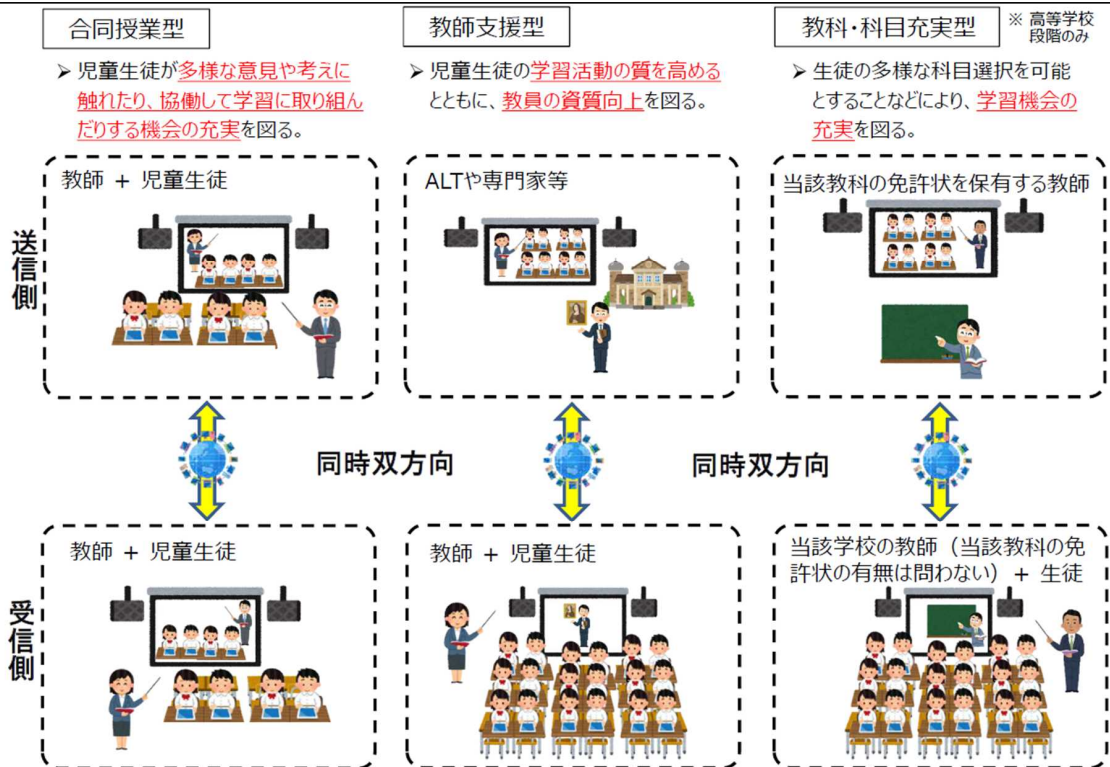 合同授業型
教師支援型
教科・科目充実型
※ 高等学校
段階のみ
➢ 児童生徒が多様な意見や考えに
触れたり、協働して学習に取り組ん
だりする機会の充実を図る。
➢ 児童生徒の学習活動の質を高める
とともに、教員の資質向上を図る。
➢ 生徒の多様な科目選択を可能
とすることなどにより、学習機会の
充実を図る。
送信側
教師 + 児童生徒
ALTや専門家等
当該教科の免許状を保有する教師
同時双方向
同時双方向
受信側
教師 + 児童生徒
教師 + 児童生徒
当該学校の教師（当該教科の免
許状の有無は問わない）+ 生徒